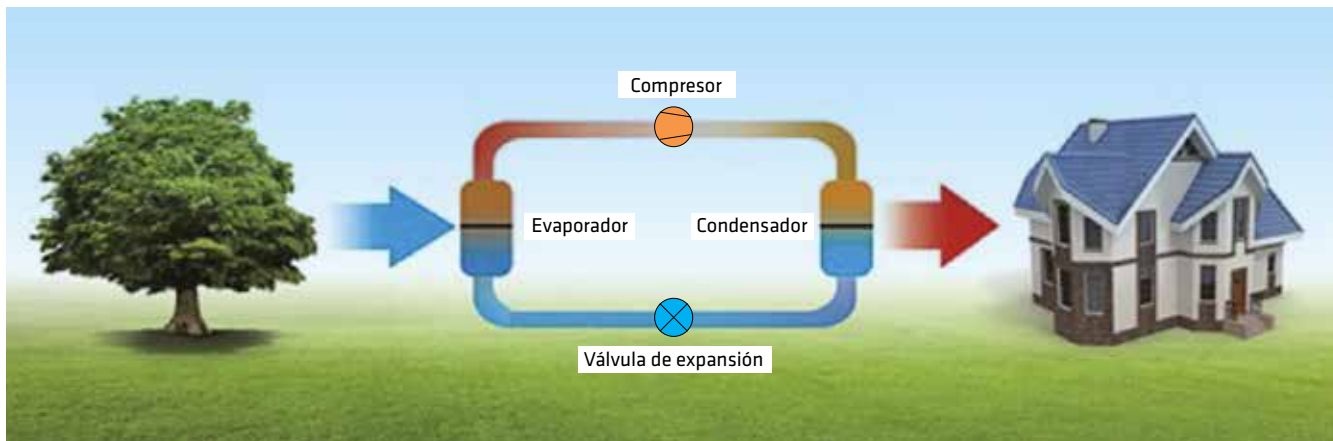 Compresor
Evaporador
Condensador
Válvula de expansión